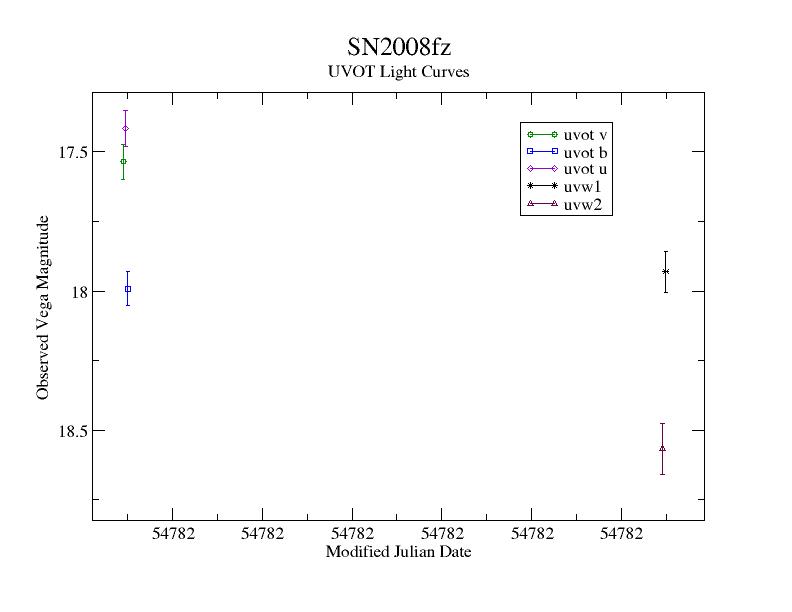 SN2008fz
UVOT Light Curves
uvot v
uvot b
uvot u
uvw1
uvw2
17.5
18
18.5
Observed Vega Magnitude
54782 54782 54782 54782 54782 54782
Modified Julian Date